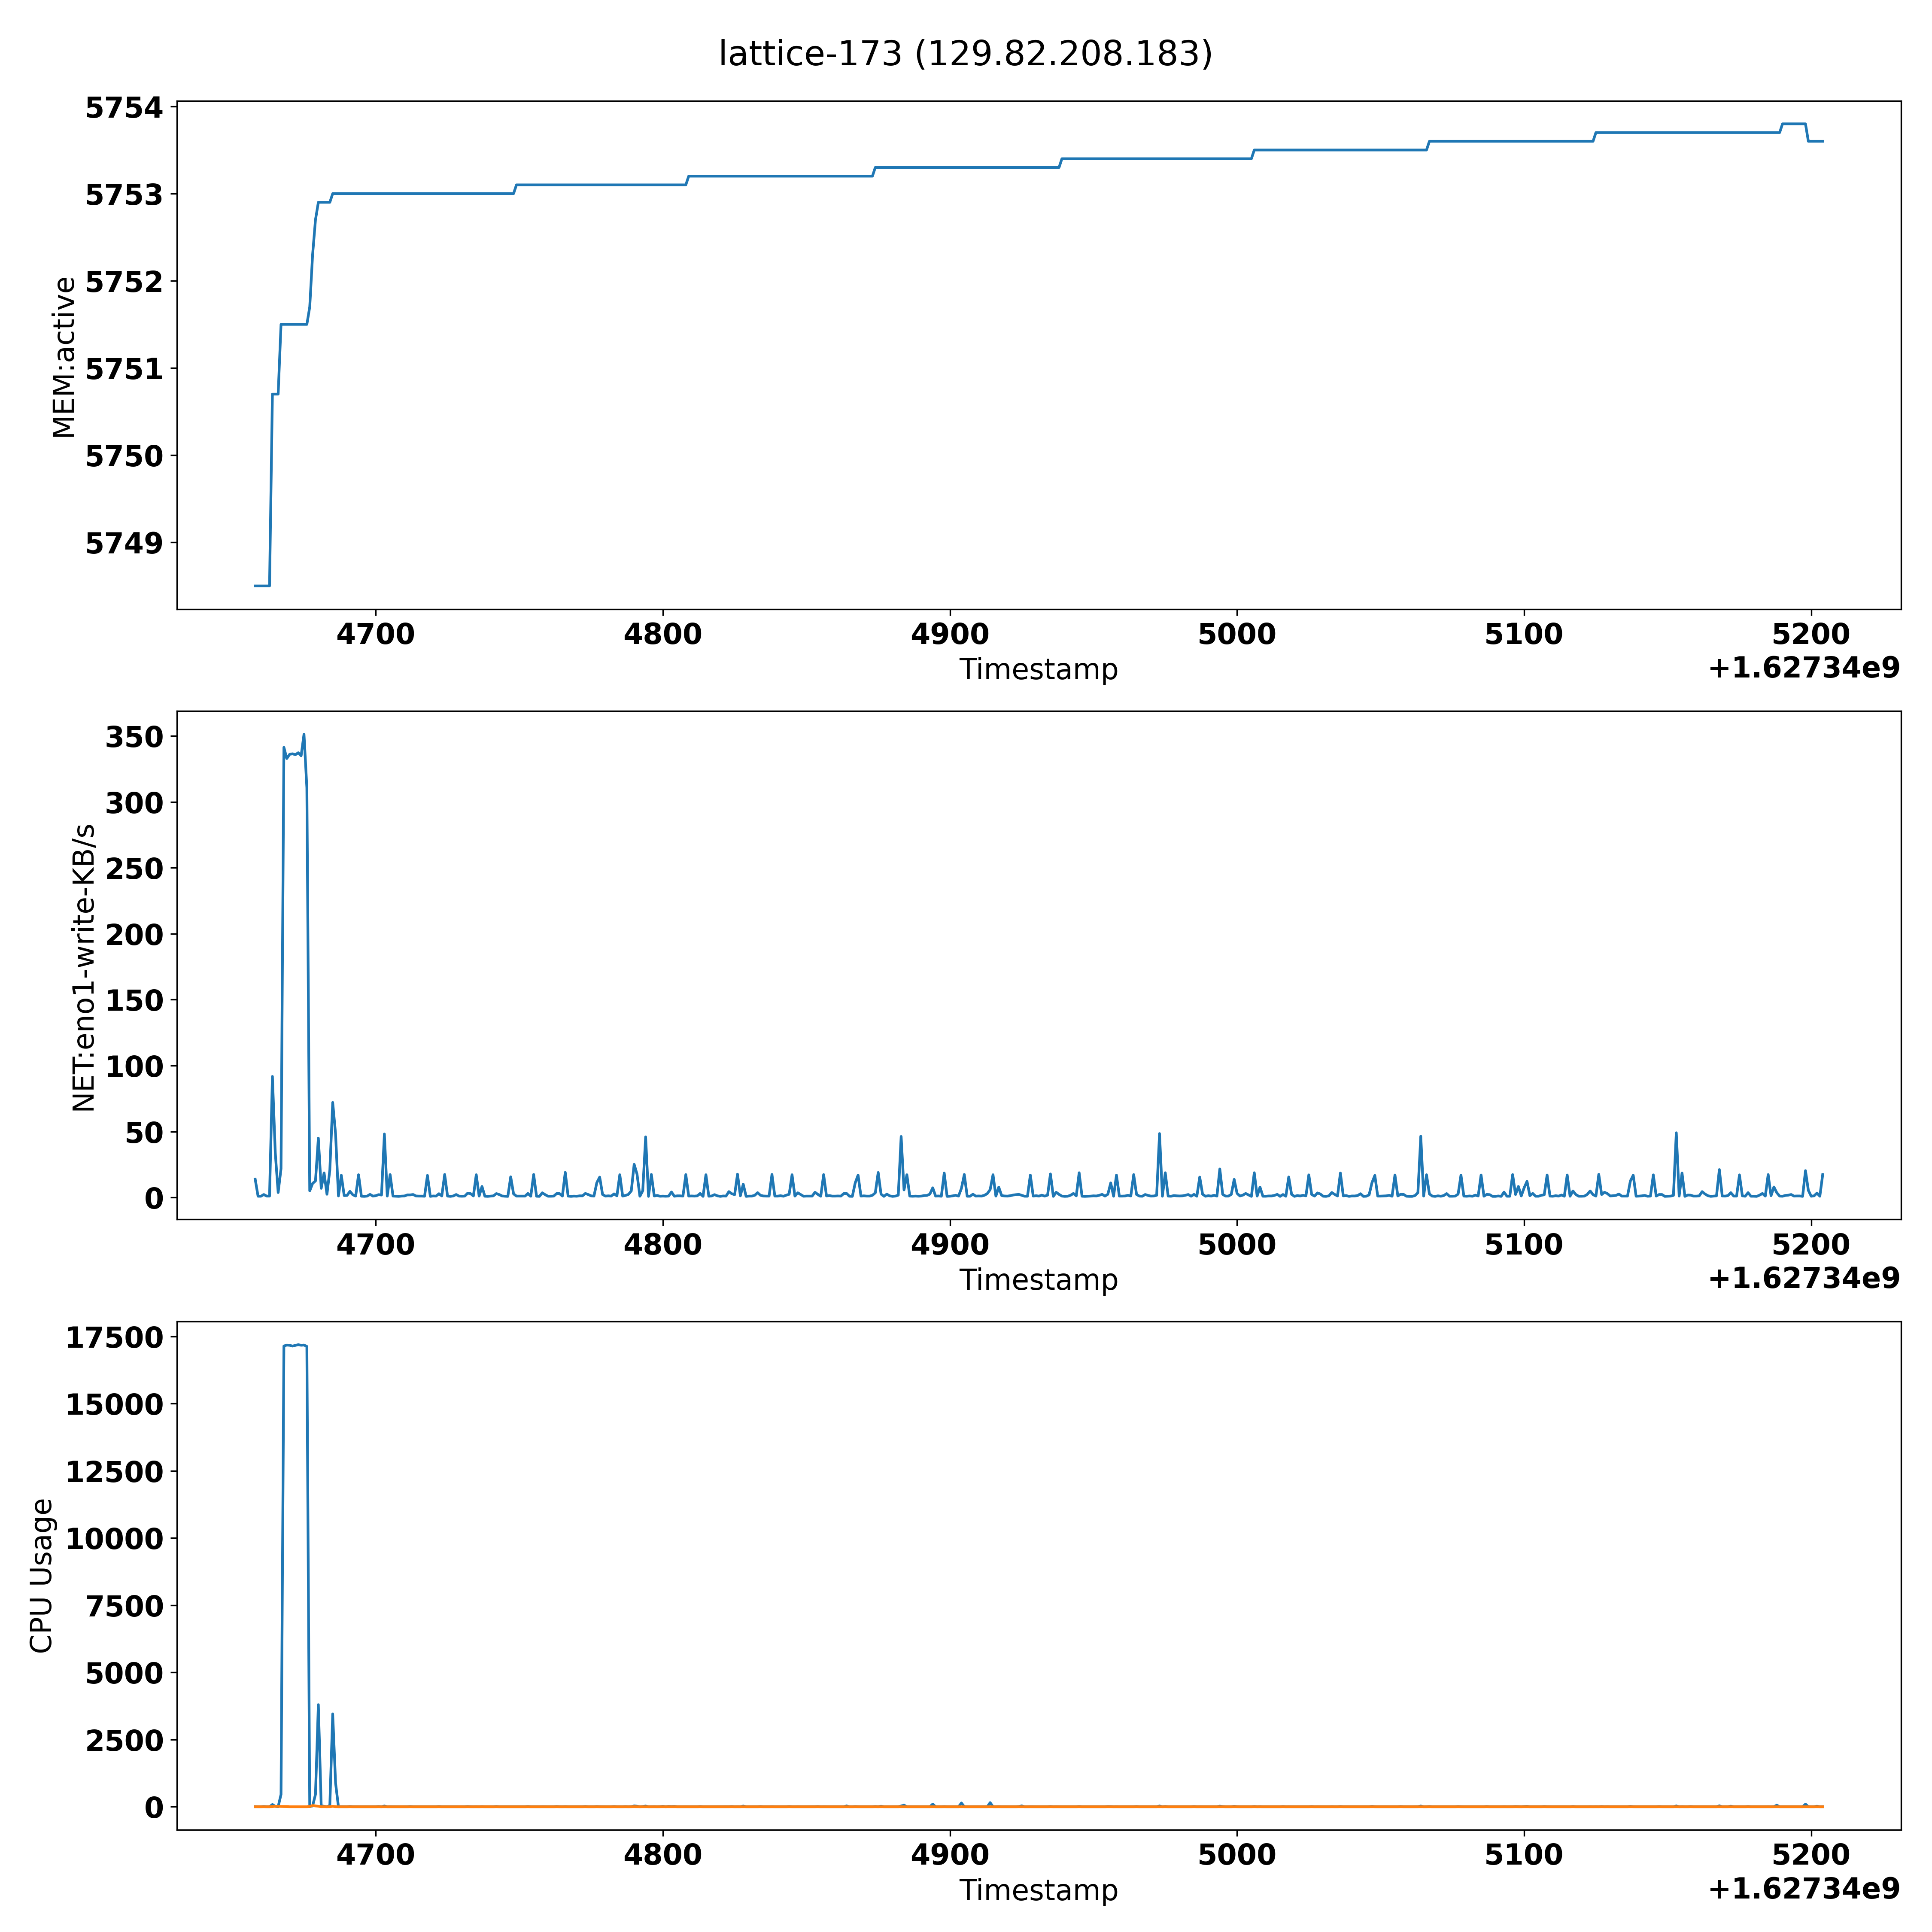 lattice-173 (129.82.208.183)
5754
5753
5752
5751
5750
5749
MEM:active
4700 4800 4900 5000 5100 5200
Timestamp
+1.62734e9
350
300
250
200
150
100
50
0
NET:eno1-write-KB/s
4700 4800 4900 5000 5100 5200
Timestamp
+1.62734e9
17500
15000
12500
10000
7500
5000
2500
0
CPU Usage
4700 4800 4900 5000 5100 5200
Timestamp
+1.62734e9